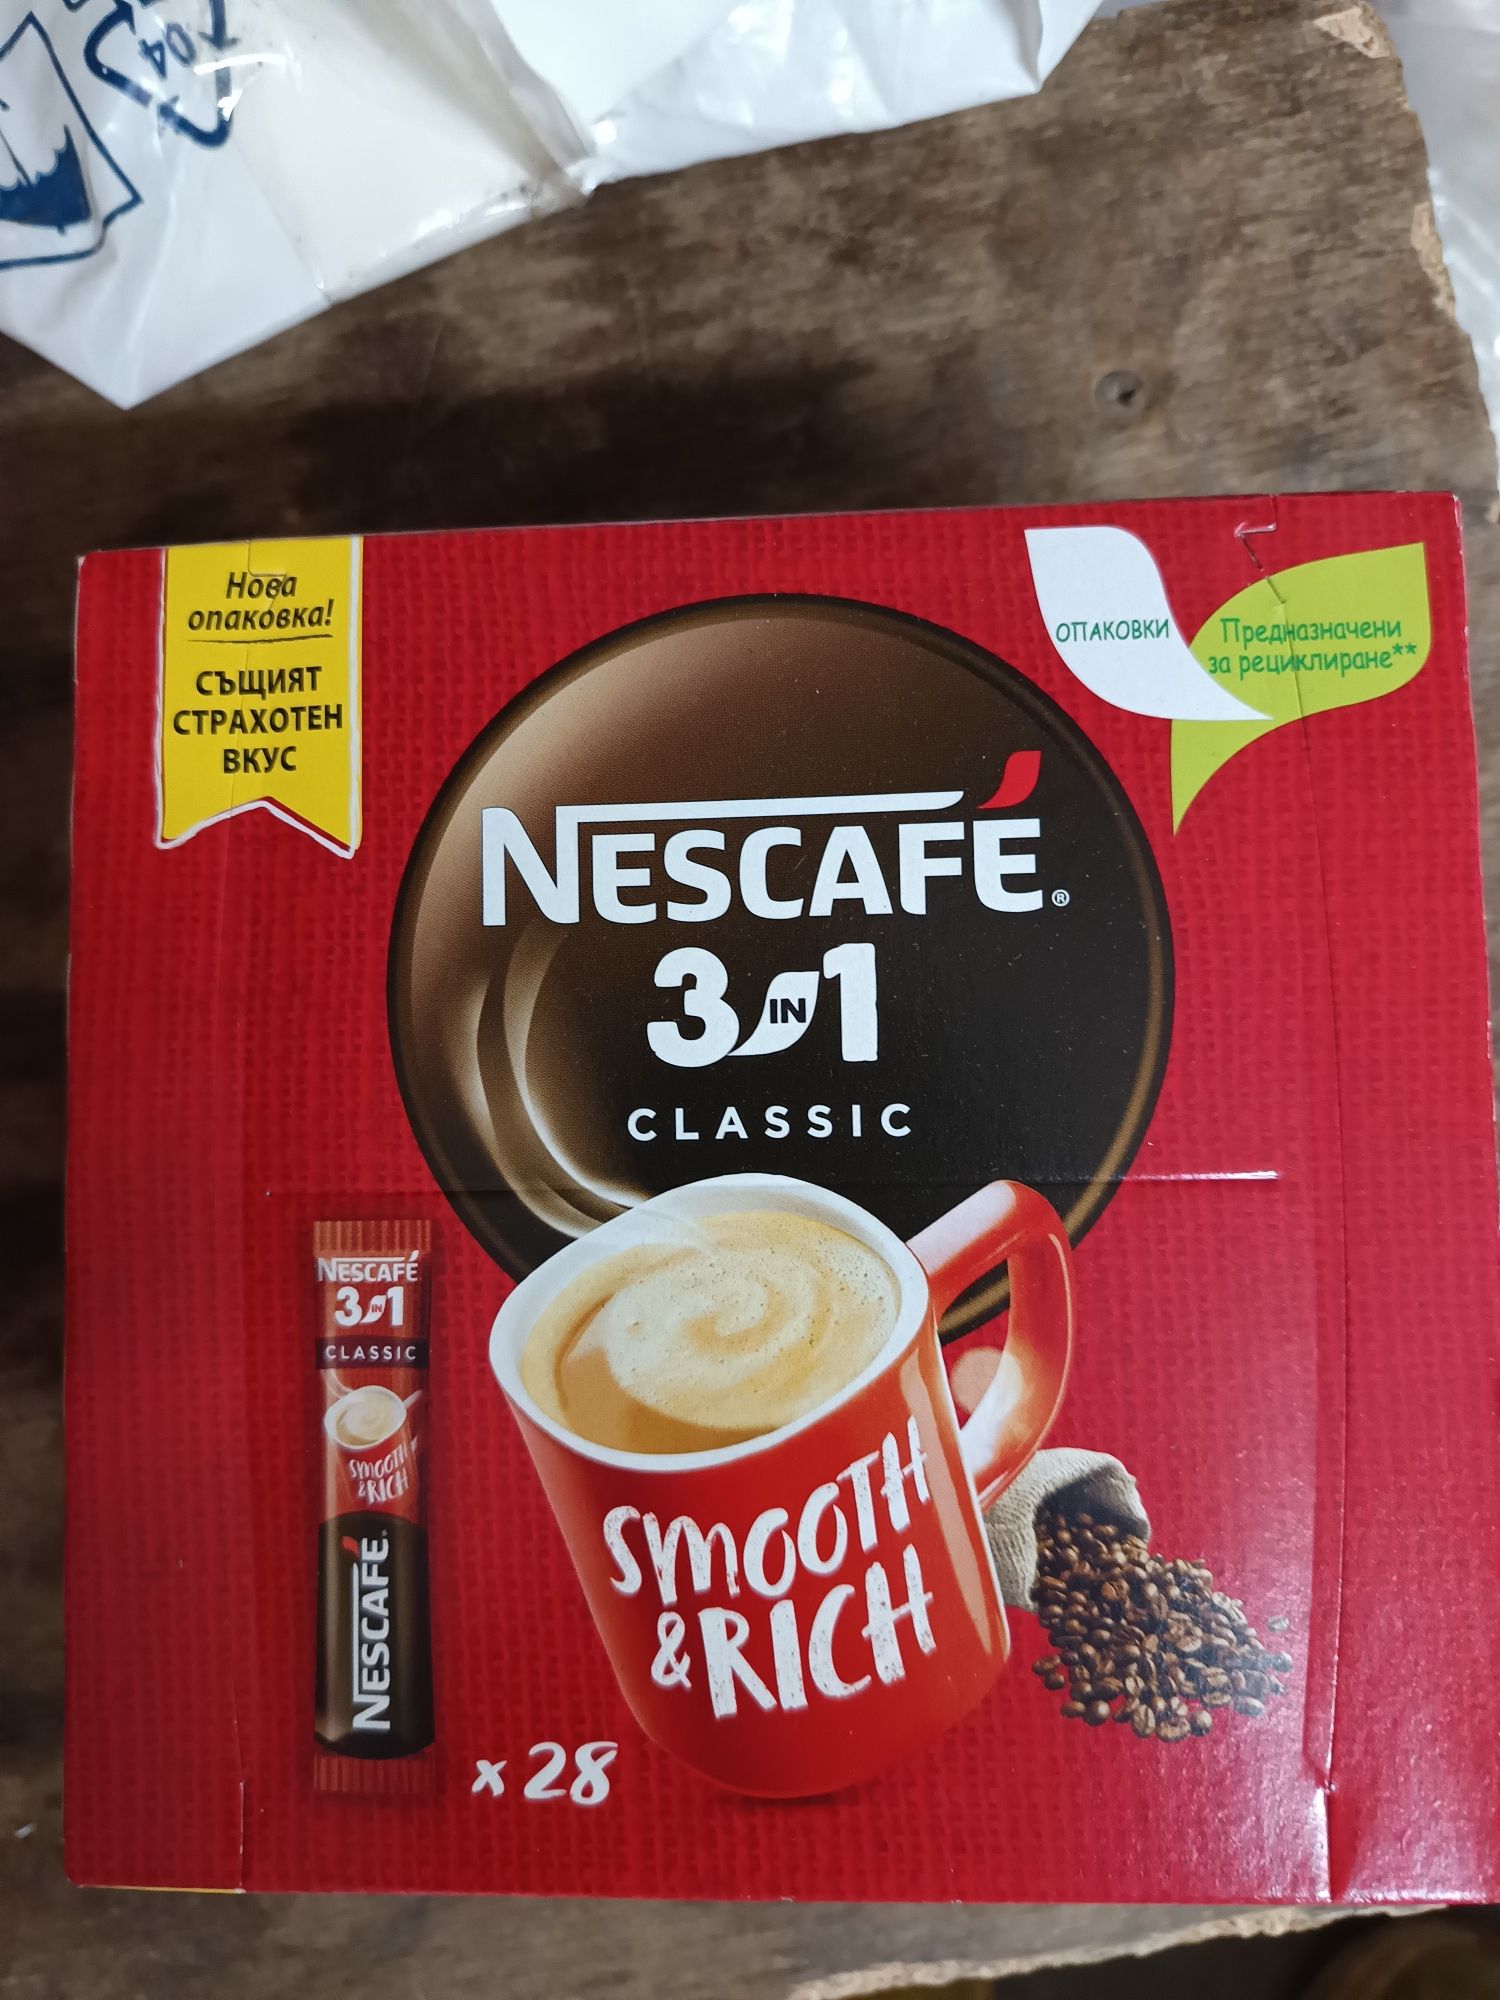 04
Нова
опаковка!
СЪЩИЯТ
СТРАХОТЕН
ВКУС
ОПАКОВКИ
Предназначени
за рециклиране**
NESCAFÉ®
3 IN 1
CLASSIC
NESCAFÉ
3 IN 1
CLASSIC
SMOOTH
& RICH
NESCAFÉ
SMOOTH
& RICH
x 28